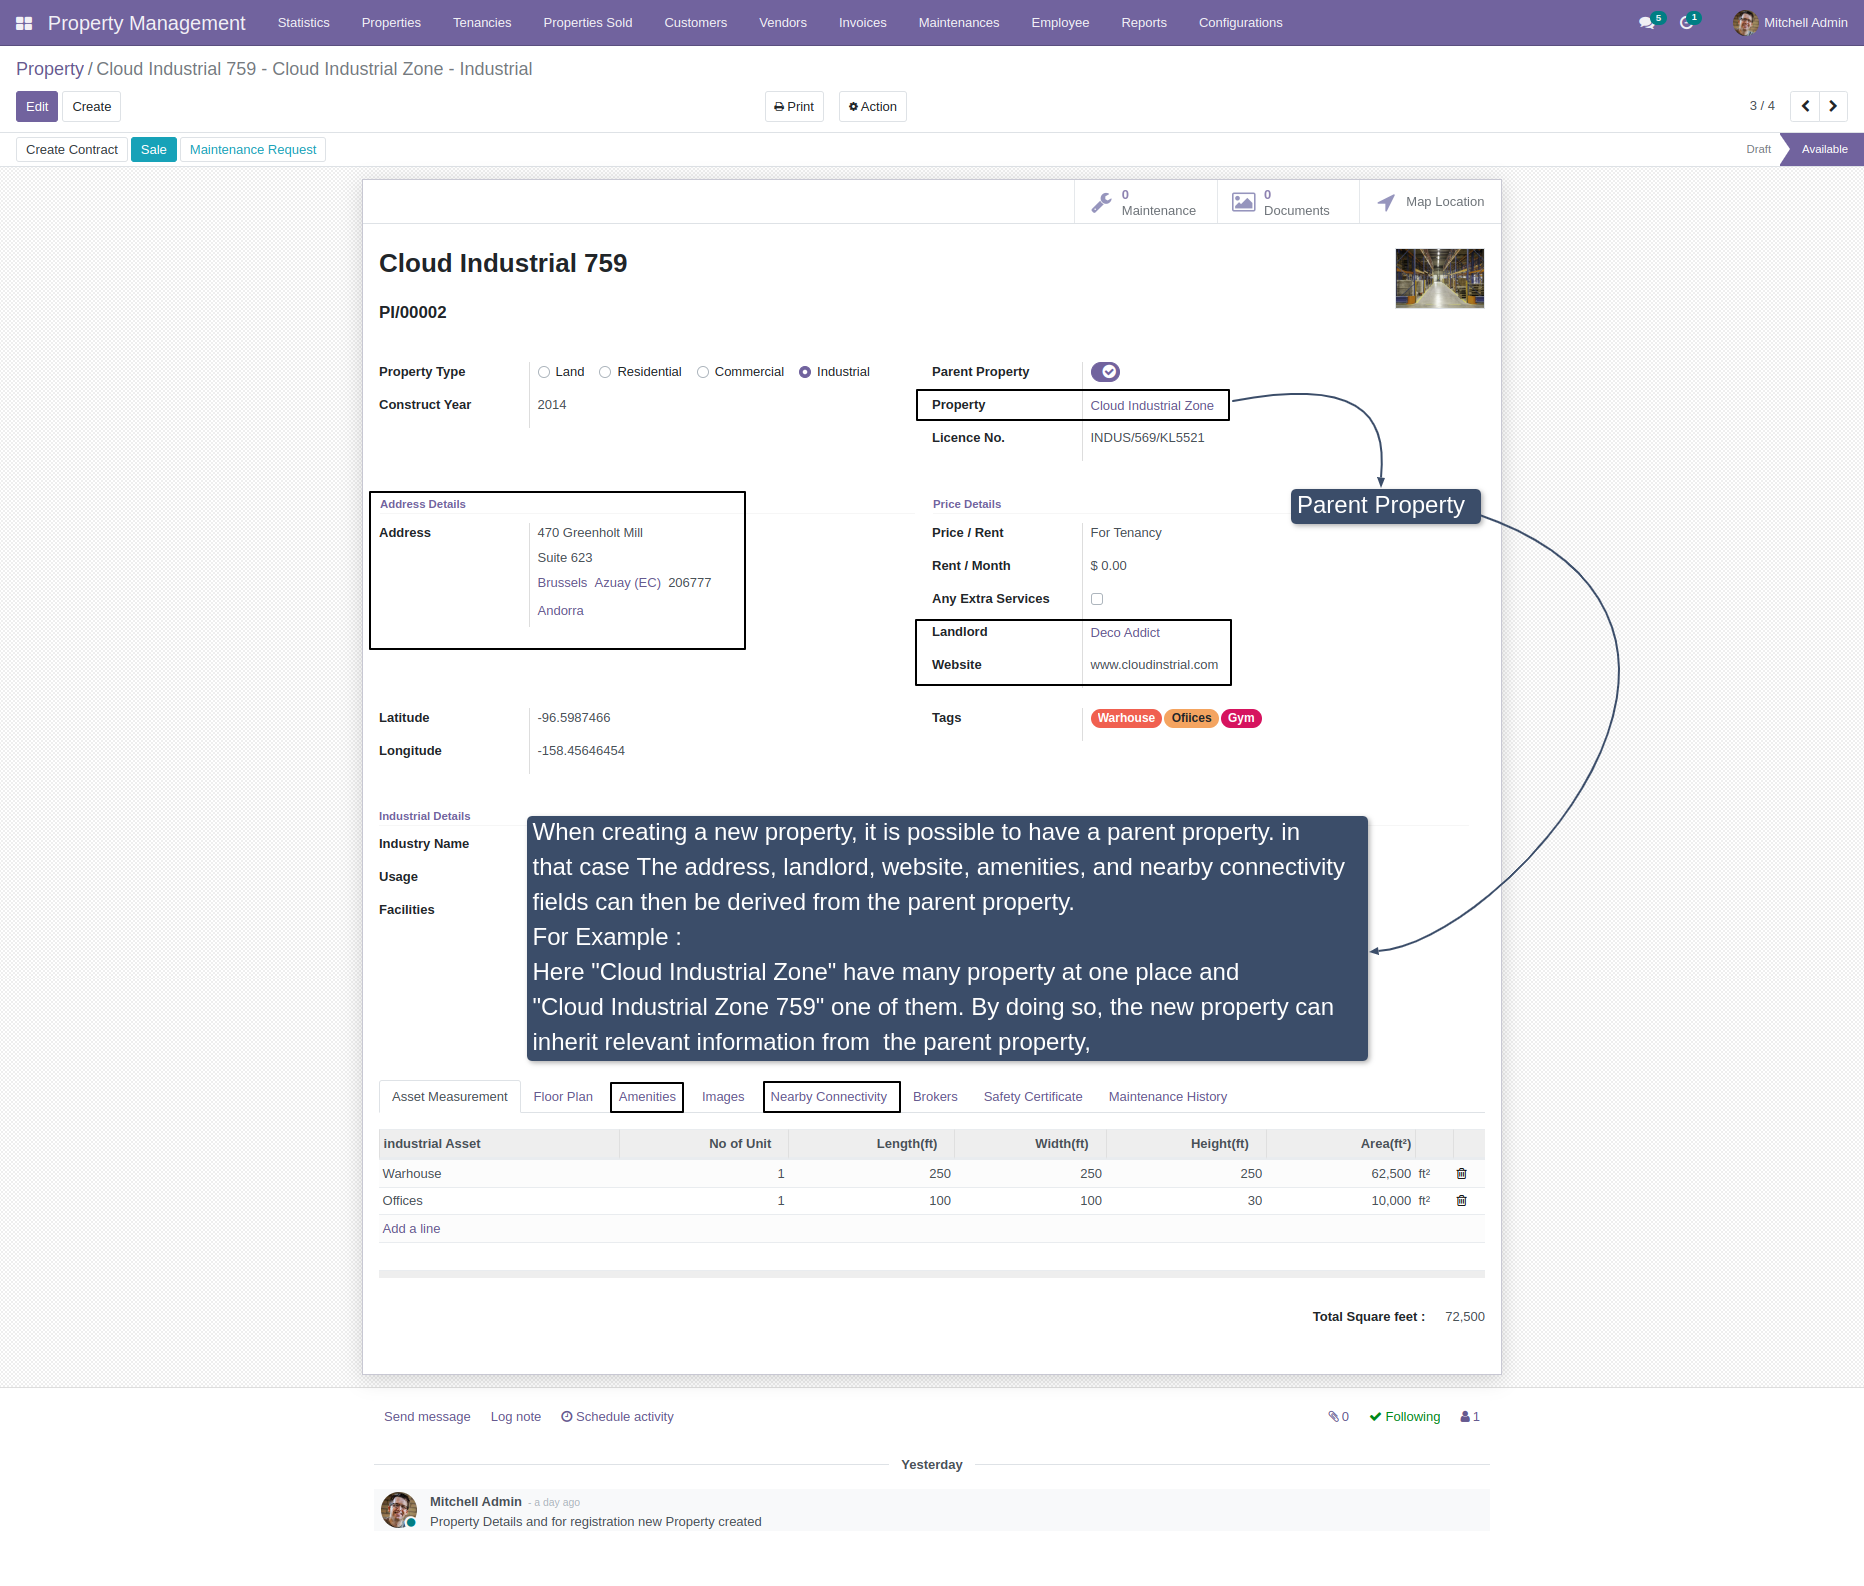 Property Management Statistics Properties Tenancies Properties Sold Customers Vendors Invoices Maintenances Employee Reports Configurations 5 1 Mitchell Admin
Property / Cloud Industrial 759 - Cloud Industrial Zone - Industrial
Edit Create Print Action 3 / 4
Create Contract Sale Maintenance Request Draft Available
0 Maintenance 0 Documents Map Location
Cloud Industrial 759
PI/00002
Property Type Land Residential Commercial Industrial Parent Property
Construct Year 2014 Property Cloud Industrial Zone
Licence No. INDUS/569/KL5521
Parent Property
Address Details Price Details
Address 470 Greenholt Mill Price / Rent For Tenancy
Suite 623
Brussels Azuay (EC) 206777 Rent / Month $ 0.00
Andorra Any Extra Services
Landlord Deco Addict
Website www.cloudinstrial.com
Latitude -96.5987466 Tags Warhouse Ofiices Gym
Longitude -158.45646454
Industrial Details
Industry Name
Usage
Facilities
When creating a new property, it is possible to have a parent property. in
that case The address, landlord, website, amenities, and nearby connectivity
fields can then be derived from the parent property.
For Example :
Here "Cloud Industrial Zone" have many property at one place and
"Cloud Industrial Zone 759" one of them. By doing so, the new property can
inherit relevant information from  the parent property,
Asset Measurement Floor Plan Amenities Images Nearby Connectivity Brokers Safety Certificate Maintenance History
industrial Asset No of Unit Length(ft) Width(ft) Height(ft) Area(ft²)
Warhouse 1 250 250 250 62,500 ft²
Offices 1 100 100 30 10,000 ft²
Add a line
Total Square feet : 72,500
Send message Log note Schedule activity 0 Following 1
Yesterday
Mitchell Admin - a day ago
Property Details and for registration new Property created